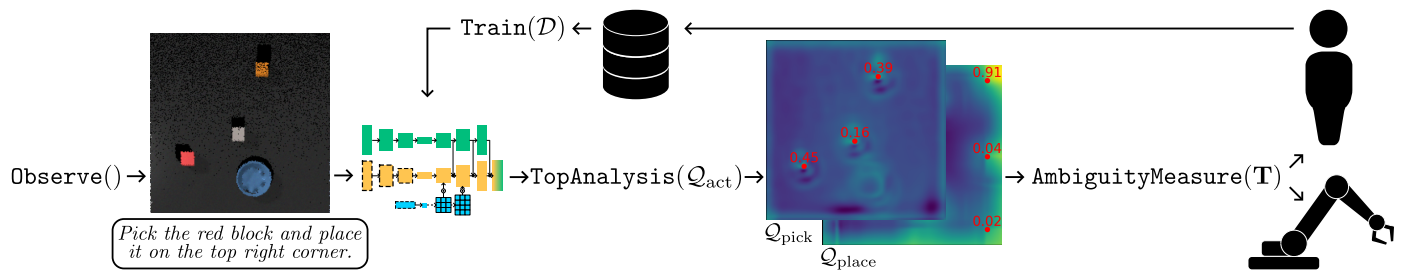 Train(𝒟)
0.39
0.16
0.45
0.91
0.04
0.02
Observe()
TopAnalysis(𝒬act)
AmbiguityMeasure(T)
Pick the red block and place
it on the top right corner.
𝒬pick
𝒬place